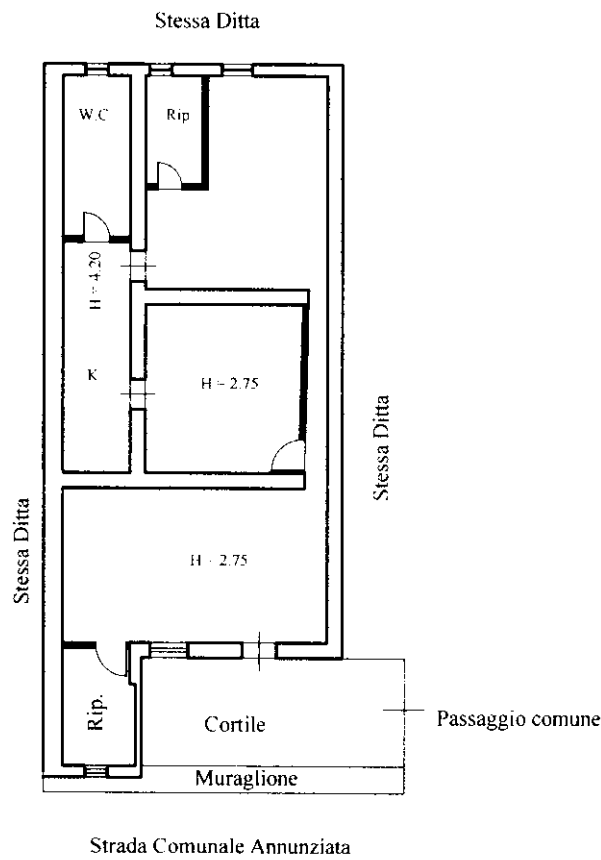 Stessa Ditta
W.C
Rip
H = 4.20
K
H = 2.75
Stessa Ditta
Stessa Ditta
H = 2.75
Rip.
Cortile
Passaggio comune
Muraglione
Strada Comunale Annunziata